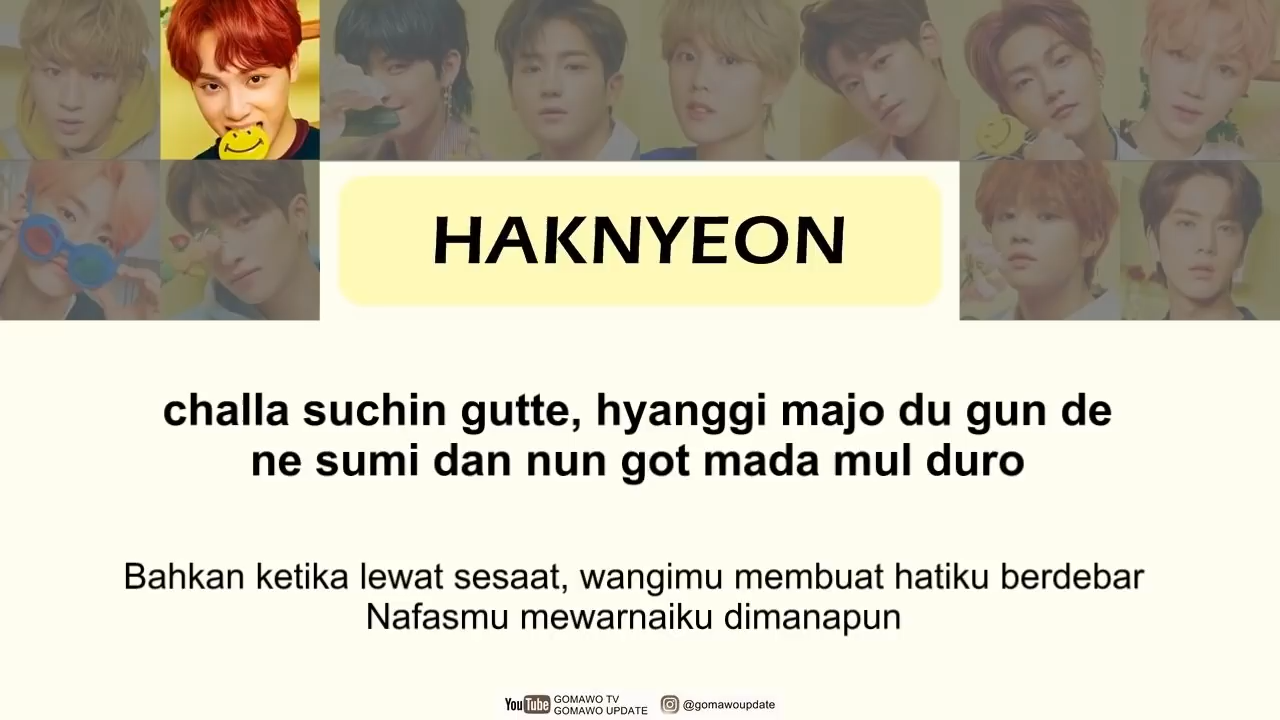 HAKNYEON
challa suchin gutte, hyanggi majo du gun de
ne sumi dan nun got mada mul duro
Bahkan ketika lewat sesaat, wangimu membuat hatiku berdebar
Nafasmu mewarnaiku dimanapun
YouTube GOMAWO TV
GOMAWO UPDATE
@gomawoupdate